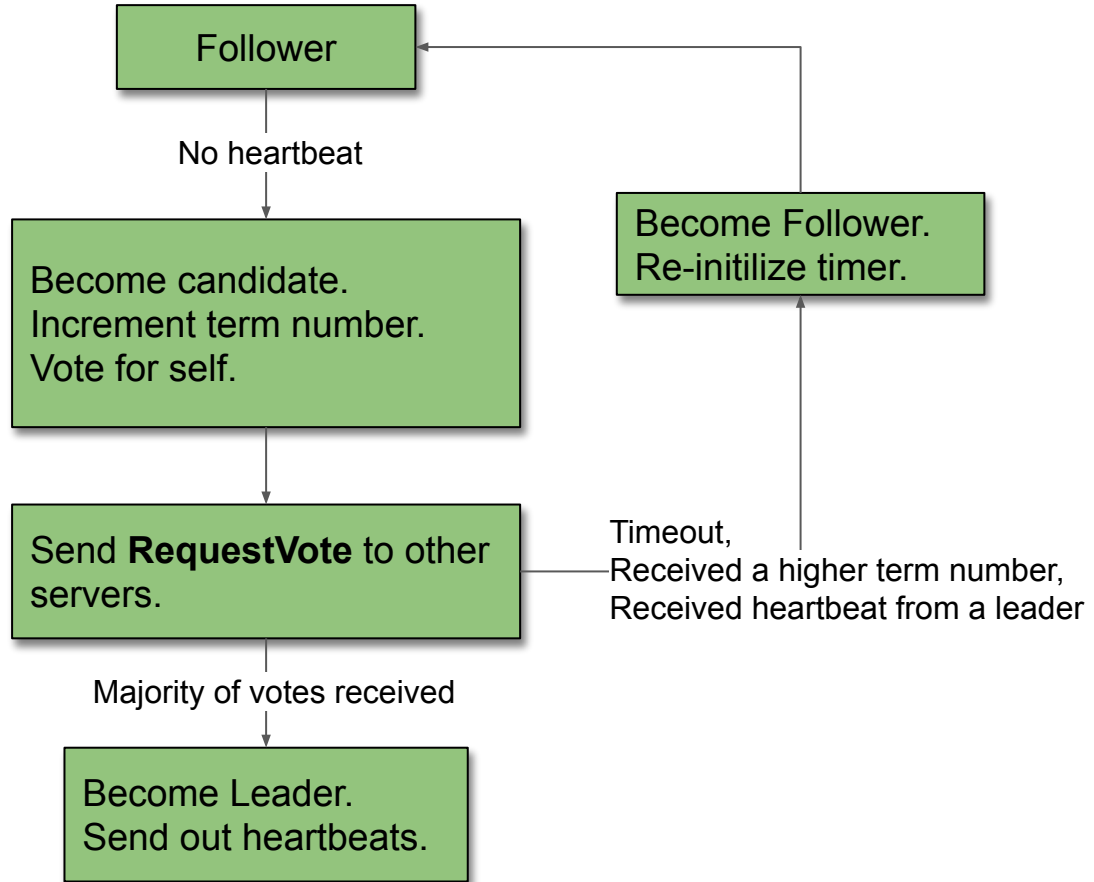 Follower
No heartbeat
Become candidate.
Increment term number.
Vote for self.
Send RequestVote to other
servers.
Majority of votes received
Become Leader.
Send out heartbeats.
Timeout,
Received a higher term number,
Received heartbeat from a leader
Become Follower.
Re-initilize timer.